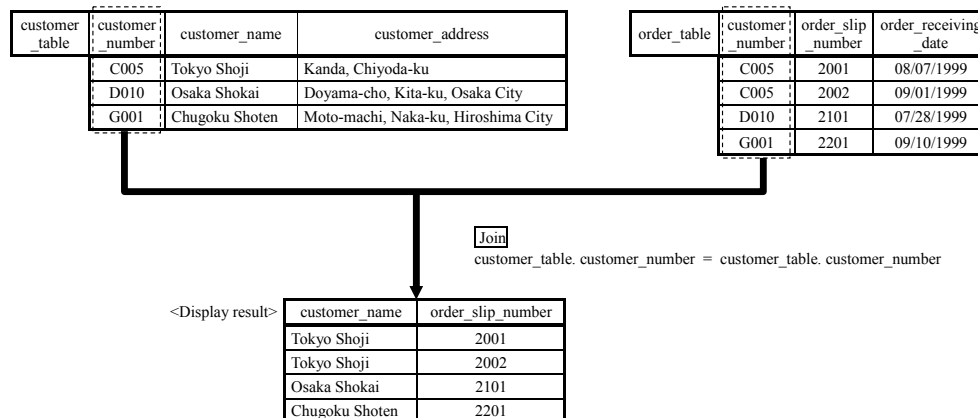 customer_table customer_number customer_name customer_address
C005 Tokyo Shoji Kanda, Chiyoda-ku
D010 Osaka Shokai Doyama-cho, Kita-ku, Osaka City
G001 Chugoku Shoten Moto-machi, Naka-ku, Hiroshima City
order_table customer_number order_slip_number order_receiving_date
C005 2001 08/07/1999
C005 2002 09/01/1999
D010 2101 07/28/1999
G001 2201 09/10/1999
Join
customer_table. customer_number = customer_table. customer_number
<Display result>
customer_name order_slip_number
Tokyo Shoji 2001
Tokyo Shoji 2002
Osaka Shokai 2101
Chugoku Shoten 2201